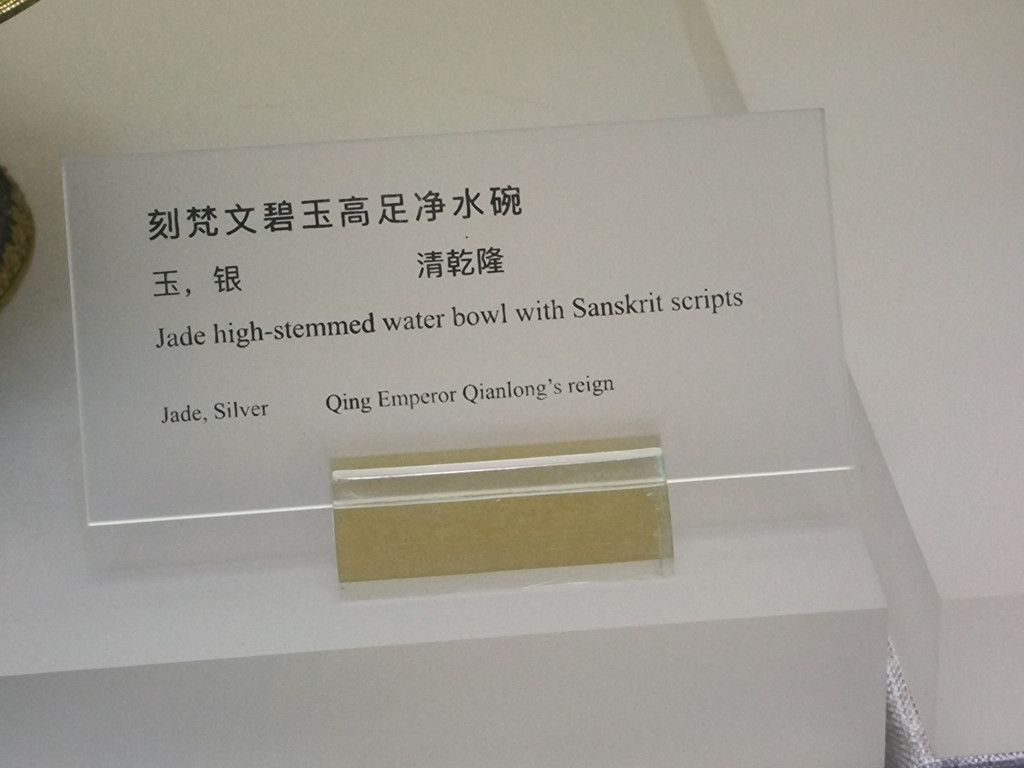 刻梵文碧玉高足净水碗
玉，银 清乾隆
Jade high-stemmed water bowl with Sanskrit scripts
Jade, Silver Qing Emperor Qianlong’s reign